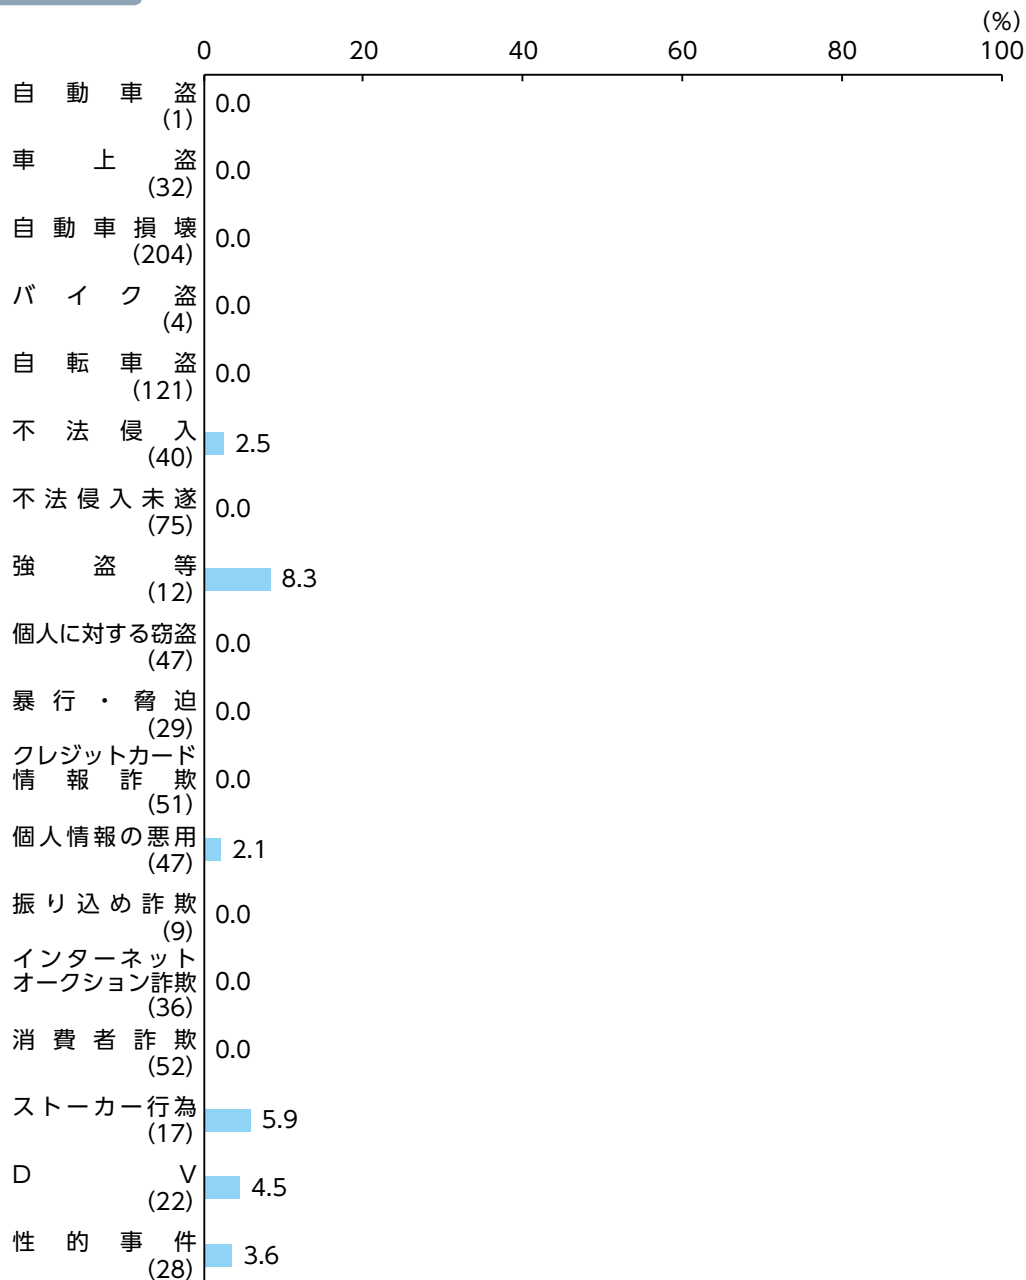 (%)
0 20 40 60 80 100
自動車盗
(1)
0.0
車上盗
(32)
0.0
自動車損壊
(204)
0.0
バイク盗
(4)
0.0
自転車盗
(121)
0.0
不法侵入
(40)
2.5
不法侵入未遂
(75)
0.0
強盗等
(12)
8.3
個人に対する窃盗
(47)
0.0
暴行・脅迫
(29)
0.0
クレジットカード
情報詐欺
(51)
0.0
個人情報の悪用
(47)
2.1
振り込め詐欺
(9)
0.0
インターネット
オークション詐欺
(36)
0.0
消費者詐欺
(52)
0.0
ストーカー行為
(17)
5.9
DV
(22)
4.5
性的事件
(28)
3.6